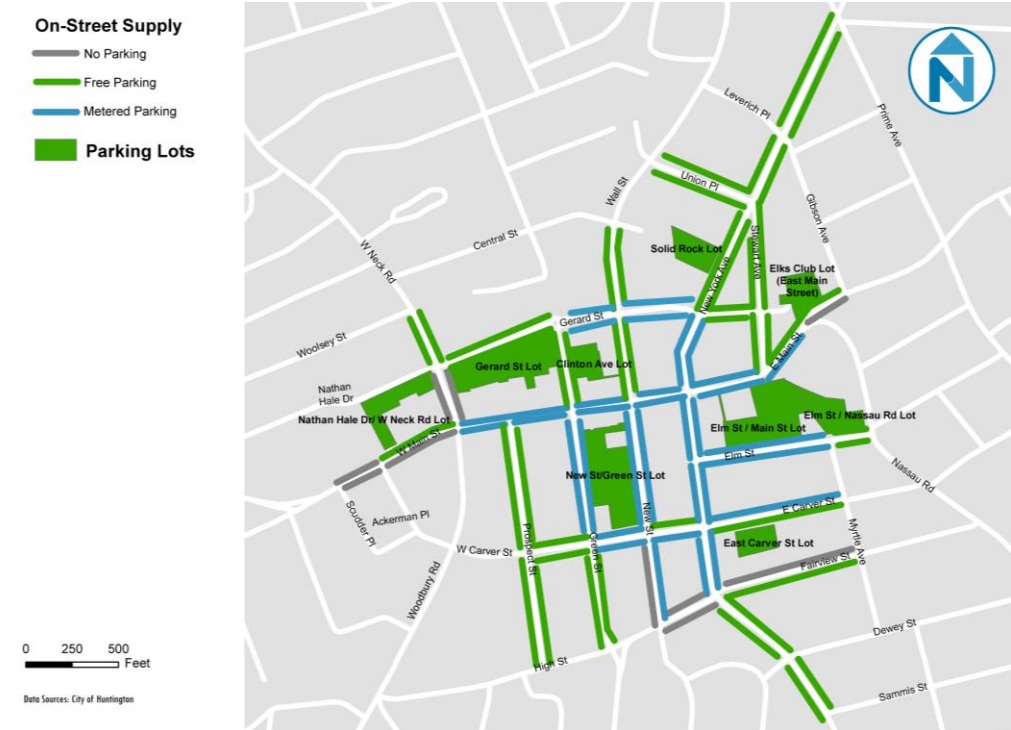 On-Street Supply
No Parking
Free Parking
Metered Parking
Parking Lots
N
Leverich Pl
Prime Ave
Union Pl
Wall St
Gibson Ave
Central St
W Neck Rd
Solid Rock Lot
Stewart Ave
New York Ave
Elks Club Lot
(East Main
Street)
Gerard St
Woolsey St
E Main St
Gerard St Lot
Clinton Ave Lot
Nathan
Hale Dr
Nathan Hale Dr/ W Neck Rd Lot
Elm St / Nassau Rd Lot
Elm St / Main St Lot
W Main St
Elm St
Nassau Rd
New St/Green St Lot
Scudder Pl
Ackerman Pl
New St
E Carver St
Prospect St
Green St
Myrtle Ave
East Carver St Lot
W Carver St
Fairview St
Woodbury Rd
Dewey St
High St
Sammis St
0 250 500
Feet
Data Sources: City of Huntington